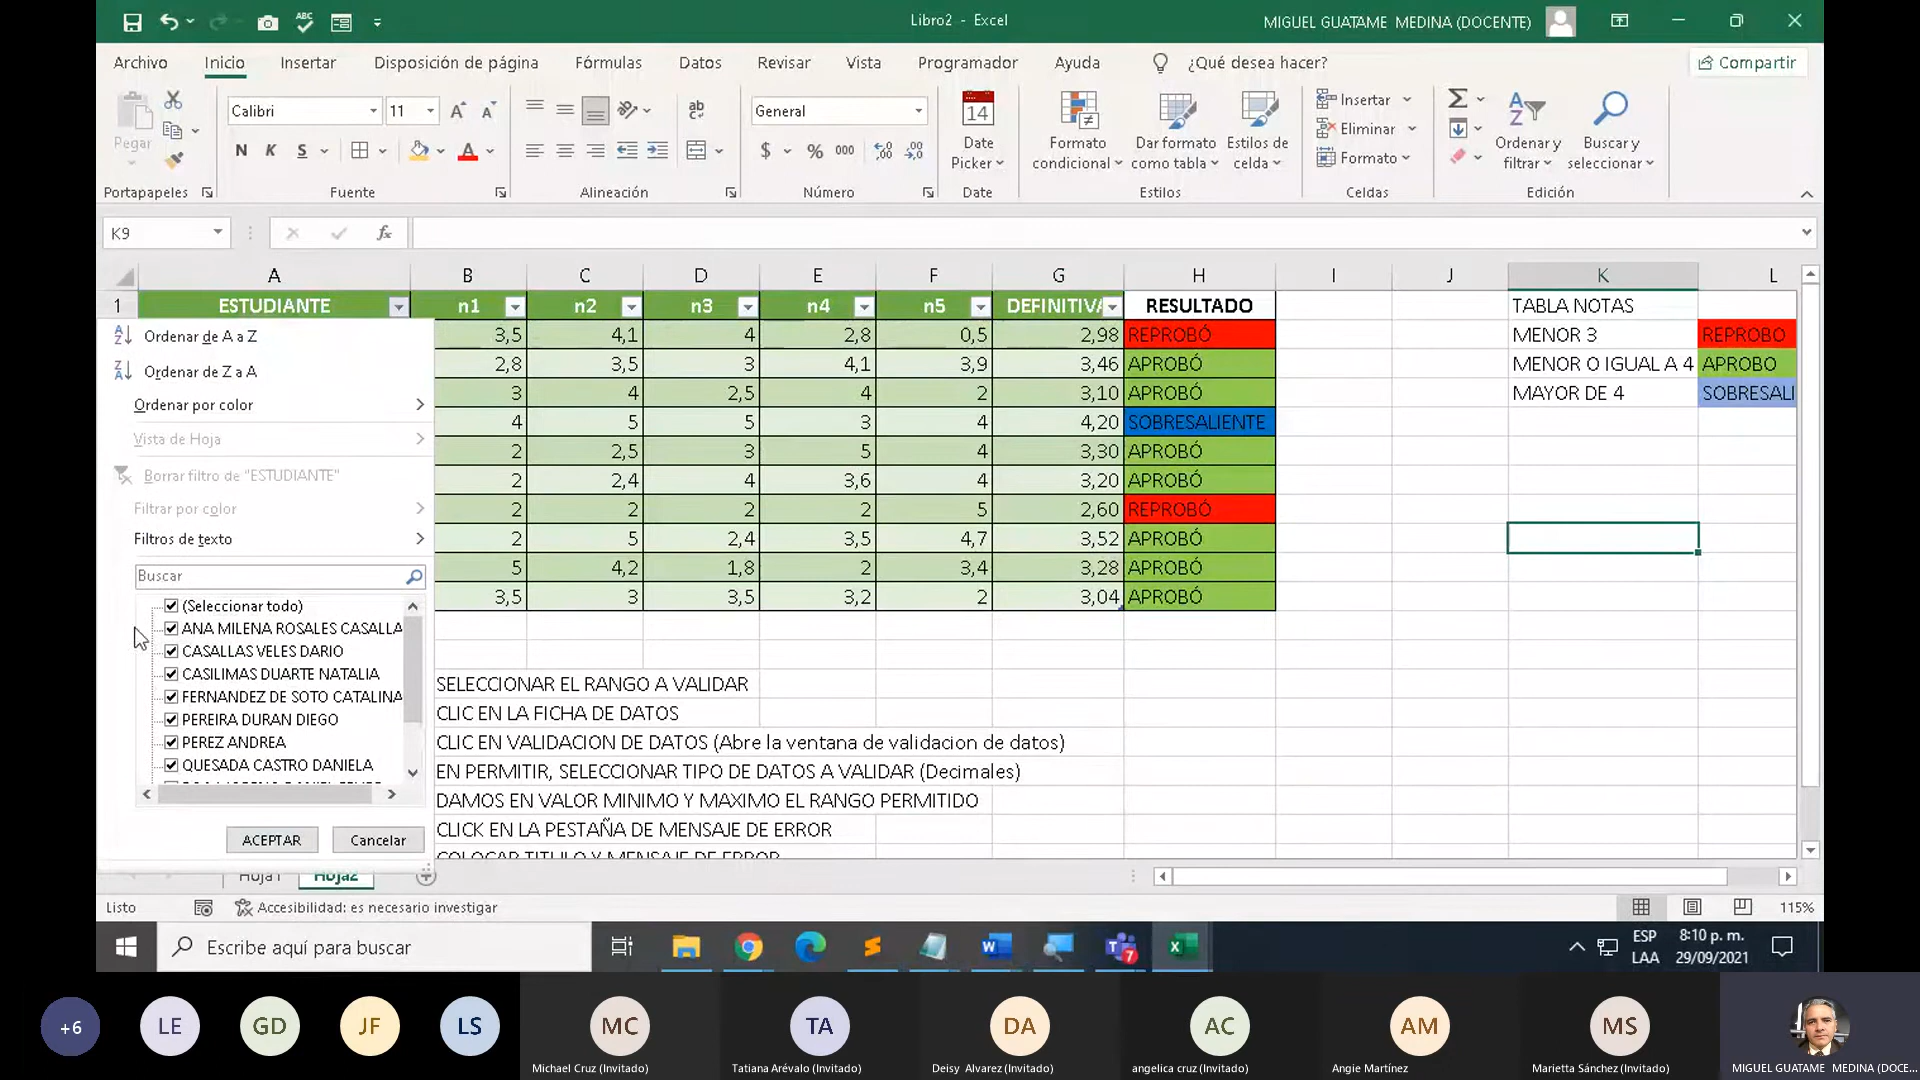 Libro2 - Excel
MIGUEL GUATAME MEDINA (DOCENTE)
Archivo Inicio Insertar Disposición de página Fórmulas Datos Revisar Vista Programador Ayuda ¿Qué desea hacer? Compartir
Calibri 11
General
14
Pegar
N K S
$ % 000
Date Picker
Formato condicional
Dar formato como tabla
Estilos de celda
Insertar
Eliminar
Formato
Ordenar y filtrar
Buscar y seleccionar
Portapapeles Fuente Alineación Número Date Estilos Celdas Edición
K9
fx
A B C D E F G H I J K L
1 ESTUDIANTE n1 n2 n3 n4 n5 DEFINITIVA RESULTADO TABLA NOTAS
3,5 4,1 4 2,8 0,5 2,98 REPROBÓ MENOR 3 REPROBO
2,8 3,5 3 4,1 3,9 3,46 APROBÓ MENOR O IGUAL A 4 APROBO
3 4 2,5 4 2 3,10 APROBÓ MAYOR DE 4 SOBRESALI
4 5 5 3 4 4,20 SOBRESALIENTE
2 2,5 3 5 4 3,30 APROBÓ
2 2,4 4 3,6 4 3,20 APROBÓ
2 2 2 2 5 2,60 REPROBÓ
2 5 2,4 3,5 4,7 3,52 APROBÓ
5 4,2 1,8 2 3,4 3,28 APROBÓ
3,5 3 3,5 3,2 2 3,04 APROBÓ
Ordenar de A a Z
Ordenar de Z a A
Ordenar por color
Vista de Hoja
Borrar filtro de "ESTUDIANTE"
Filtrar por color
Filtros de texto
Buscar
(Seleccionar todo)
ANA MILENA ROSALES CASALLA
CASALLAS VELES DARIO
CASILIMAS DUARTE NATALIA
FERNANDEZ DE SOTO CATALINA
PEREIRA DURAN DIEGO
PEREZ ANDREA
QUESADA CASTRO DANIELA
ACEPTAR Cancelar
SELECCIONAR EL RANGO A VALIDAR
CLIC EN LA FICHA DE DATOS
CLIC EN VALIDACION DE DATOS (Abre la ventana de validacion de datos)
EN PERMITIR, SELECCIONAR TIPO DE DATOS A VALIDAR (Decimales)
DAMOS EN VALOR MINIMO Y MAXIMO EL RANGO PERMITIDO
CLICK EN LA PESTAÑA DE MENSAJE DE ERROR
COLOCAR TITULO Y MENSAJE DE ERROR
Hoja1 Hoja2
Listo Accesibilidad: es necesario investigar 115%
Escribe aquí para buscar
7
ESP
LAA
8:10 p. m.
29/09/2021
+6 LE GD JF LS MC TA DA AC AM MS
Michael Cruz (Invitado) Tatiana Arévalo (Invitado) Deisy Alvarez (Invitado) angelica cruz (Invitado) Angie Martínez Marietta Sánchez (Invitado) MIGUEL GUATAME MEDINA (DOCE...